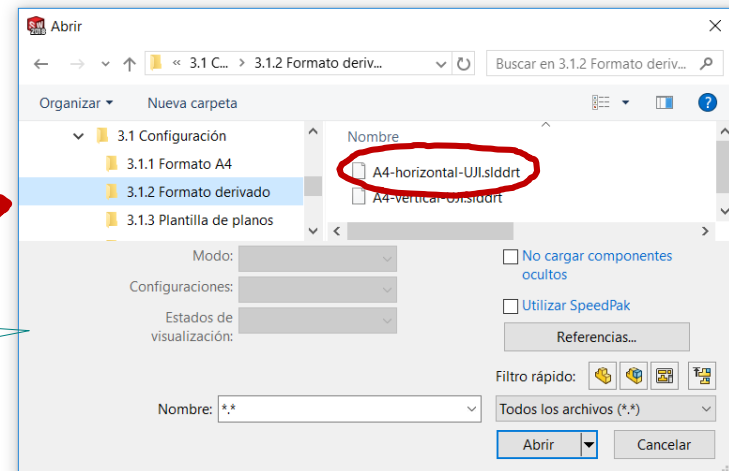 Abrir
« 3.1 C... > 3.1.2 Formato deriv...
Buscar en 3.1.2 Formato deriv...
Organizar
Nueva carpeta
3.1 Configuración
3.1.1 Formato A4
3.1.2 Formato derivado
3.1.3 Plantilla de planos
Nombre
A4-horizontal-UJI.slddrt
A4-vertical-UJI.slddrt
Modo:
Configuraciones:
Estados de
visualización:
No cargar componentes
ocultos
Utilizar SpeedPak
Referencias...
Filtro rápido:
Nombre: *.*
Todos los archivos (*.*)
Abrir
Cancelar